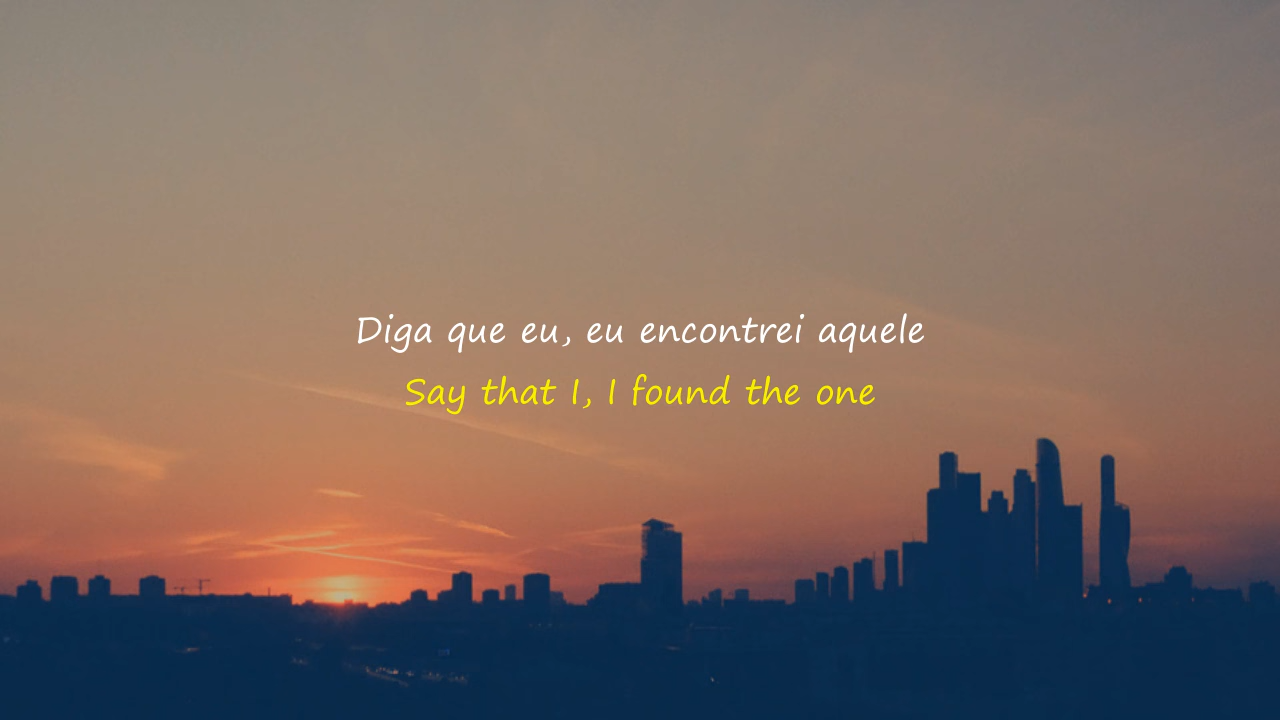 Diga que eu, eu encontrei aquele
Say that I, I found the one